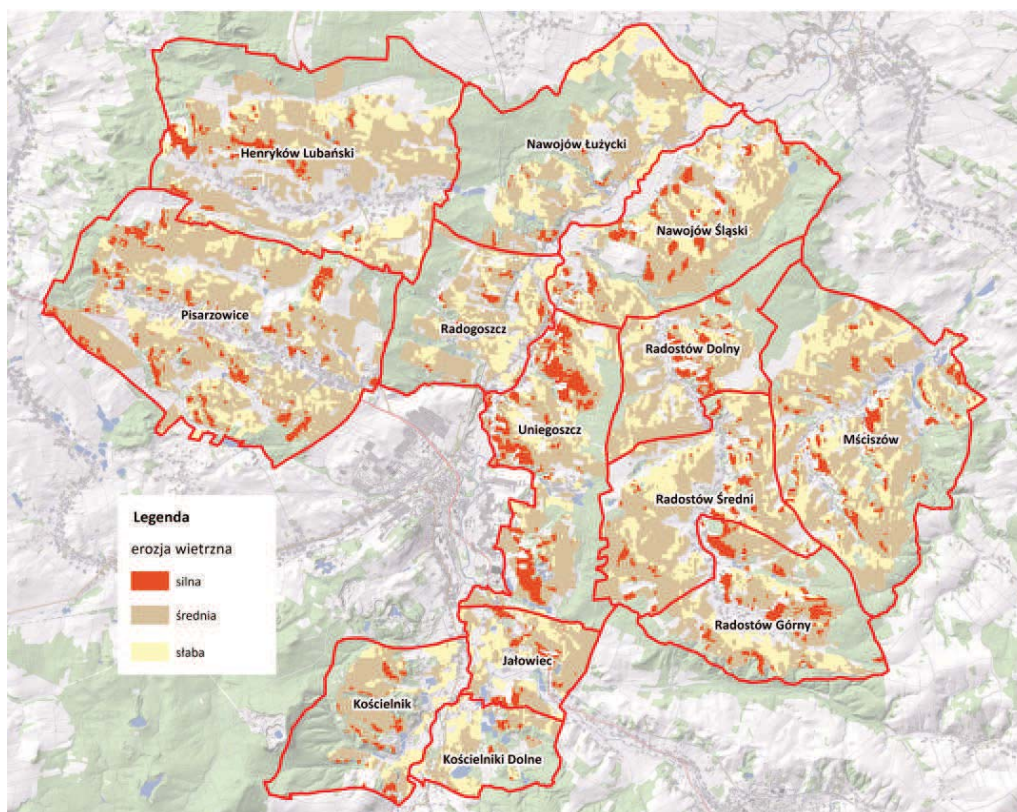 Henryków Lubański
Nawojów Łużycki
Nawojów Śląski
Pisarzowice
Radogoszcz
Radostów Dolny
Uniegoszcz
Mściszów
Radostów Średni
Radostów Górny
Jałowiec
Kościelnik
Kościelniki Dolne
Legenda
erozja wietrzna
silna
średnia
słaba